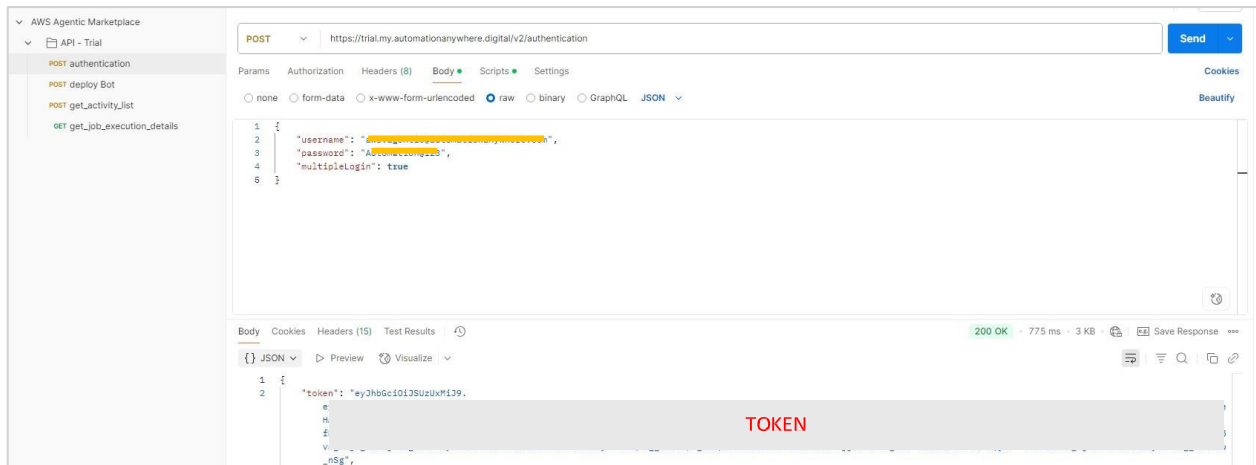 AWS Agentic Marketplace
API - Trial
POST authentication
POST deploy Bot
POST get_activity_list
GET get_job_execution_details
POST https://trial.my.automationanywhere.digital/v2/authentication Send
Params Authorization Headers (8) Body Scripts Settings Cookies
none form-data x-www-form-urlencoded raw binary GraphQL JSON Beautify
1 {
2 "username": "
3 "password": "
4 "multipleLogin": true
5 }
Body Cookies Headers (15) Test Results 200 OK 775 ms 3 KB Save Response
{} JSON Preview Visualize
1 {
2 "token": "eyJhbGciOiJSUzUxMiJ9.
TOKEN
_nSg",